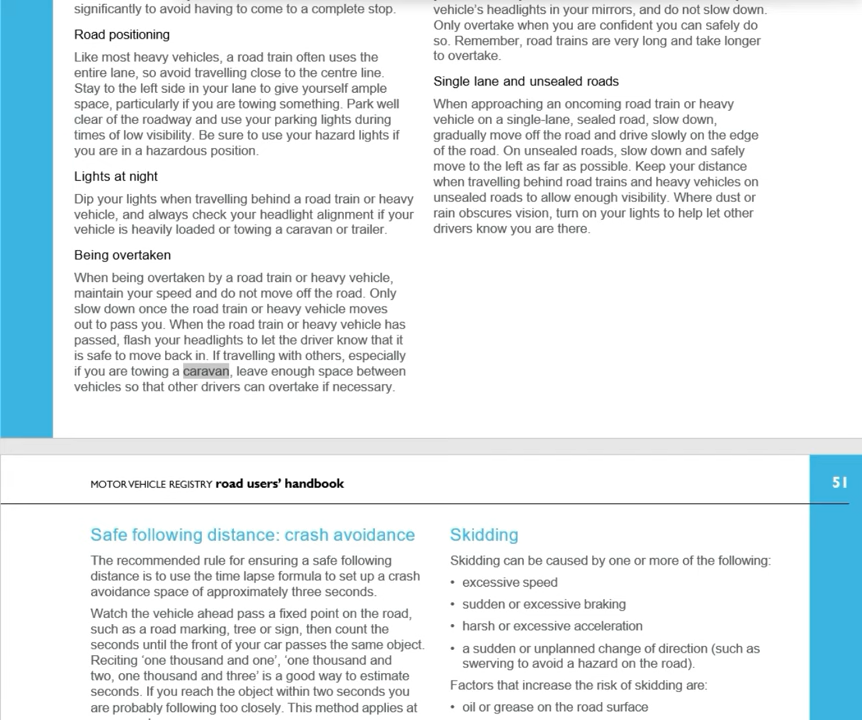 significantly to avoid having to come to a complete stop.
Road positioning
Like most heavy vehicles, a road train often uses the
entire lane, so avoid travelling close to the centre line.
Stay to the left side in your lane to give yourself ample
space, particularly if you are towing something. Park well
clear of the roadway and use your parking lights during
times of low visibility. Be sure to use your hazard lights if
you are in a hazardous position.
Lights at night
Dip your lights when travelling behind a road train or heavy
vehicle, and always check your headlight alignment if your
vehicle is heavily loaded or towing a caravan or trailer.
Being overtaken
When being overtaken by a road train or heavy vehicle,
maintain your speed and do not move off the road. Only
slow down once the road train or heavy vehicle moves
out to pass you. When the road train or heavy vehicle has
passed, flash your headlights to let the driver know that it
is safe to move back in. If travelling with others, especially
if you are towing a caravan, leave enough space between
vehicles so that other drivers can overtake if necessary.
vehicle's headlights in your mirrors, and do not slow down.
Only overtake when you are confident you can safely do
so. Remember, road trains are very long and take longer
to overtake.
Single lane and unsealed roads
When approaching an oncoming road train or heavy
vehicle on a single-lane, sealed road, slow down,
gradually move off the road and drive slowly on the edge
of the road. On unsealed roads, slow down and safely
move to the left as far as possible. Keep your distance
when travelling behind road trains and heavy vehicles on
unsealed roads to allow enough visibility. Where dust or
rain obscures vision, turn on your lights to help let other
drivers know you are there.
MOTOR VEHICLE REGISTRY road users' handbook
51
Safe following distance: crash avoidance
The recommended rule for ensuring a safe following
distance is to use the time lapse formula to set up a crash
avoidance space of approximately three seconds.
Watch the vehicle ahead pass a fixed point on the road,
such as a road marking, tree or sign, then count the
seconds until the front of your car passes the same object.
Reciting 'one thousand and one', 'one thousand and
two, one thousand and three' is a good way to estimate
seconds. If you reach the object within two seconds you
are probably following too closely. This method applies at
Skidding
Skidding can be caused by one or more of the following:
• excessive speed
• sudden or excessive braking
• harsh or excessive acceleration
• a sudden or unplanned change of direction (such as
swerving to avoid a hazard on the road).
Factors that increase the risk of skidding are:
• oil or grease on the road surface